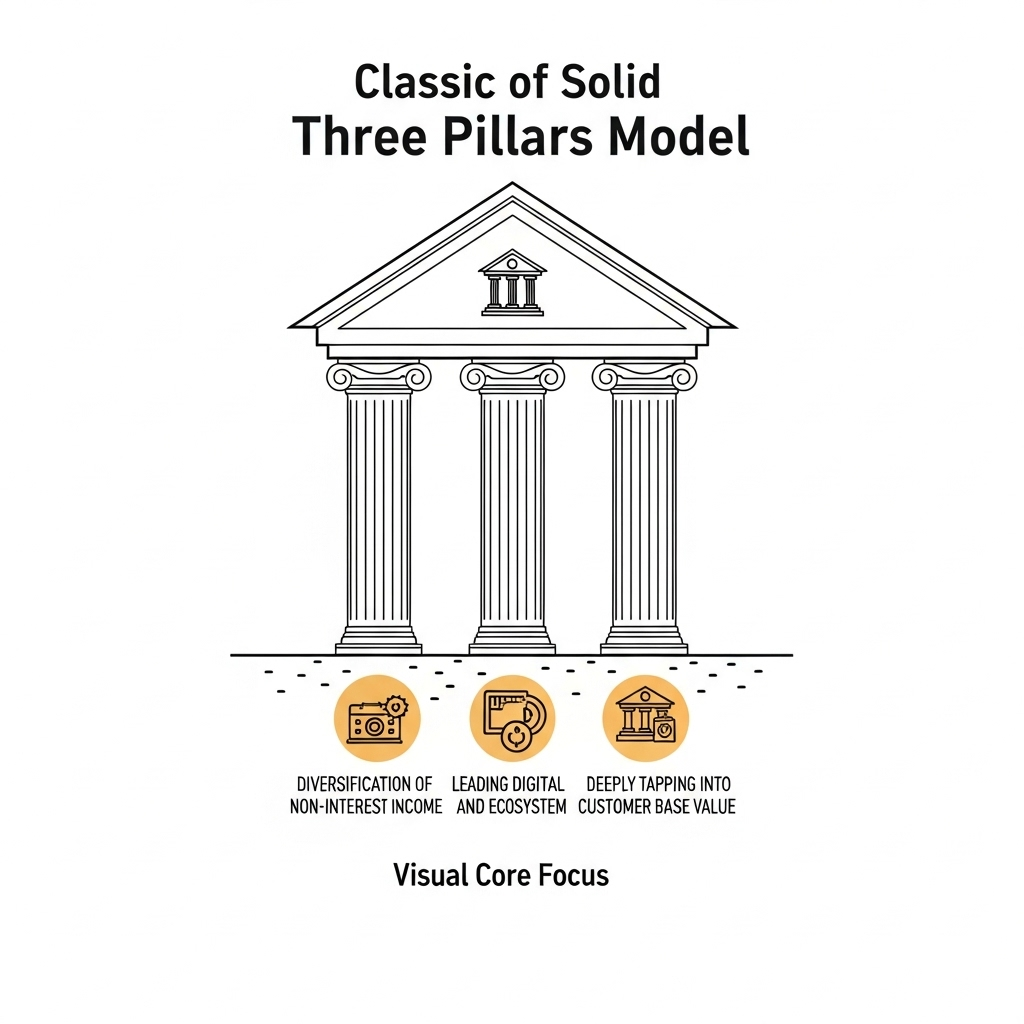 Classic of Solid
Three Pillars Model
DIVERSIFICATION OF
NON-INTEREST INCOME
LEADING DIGITAL
AND ECOSYSTEM
DEEPLY TAPPING INTO
CUSTOMER BASE VALUE
Visual Core Focus